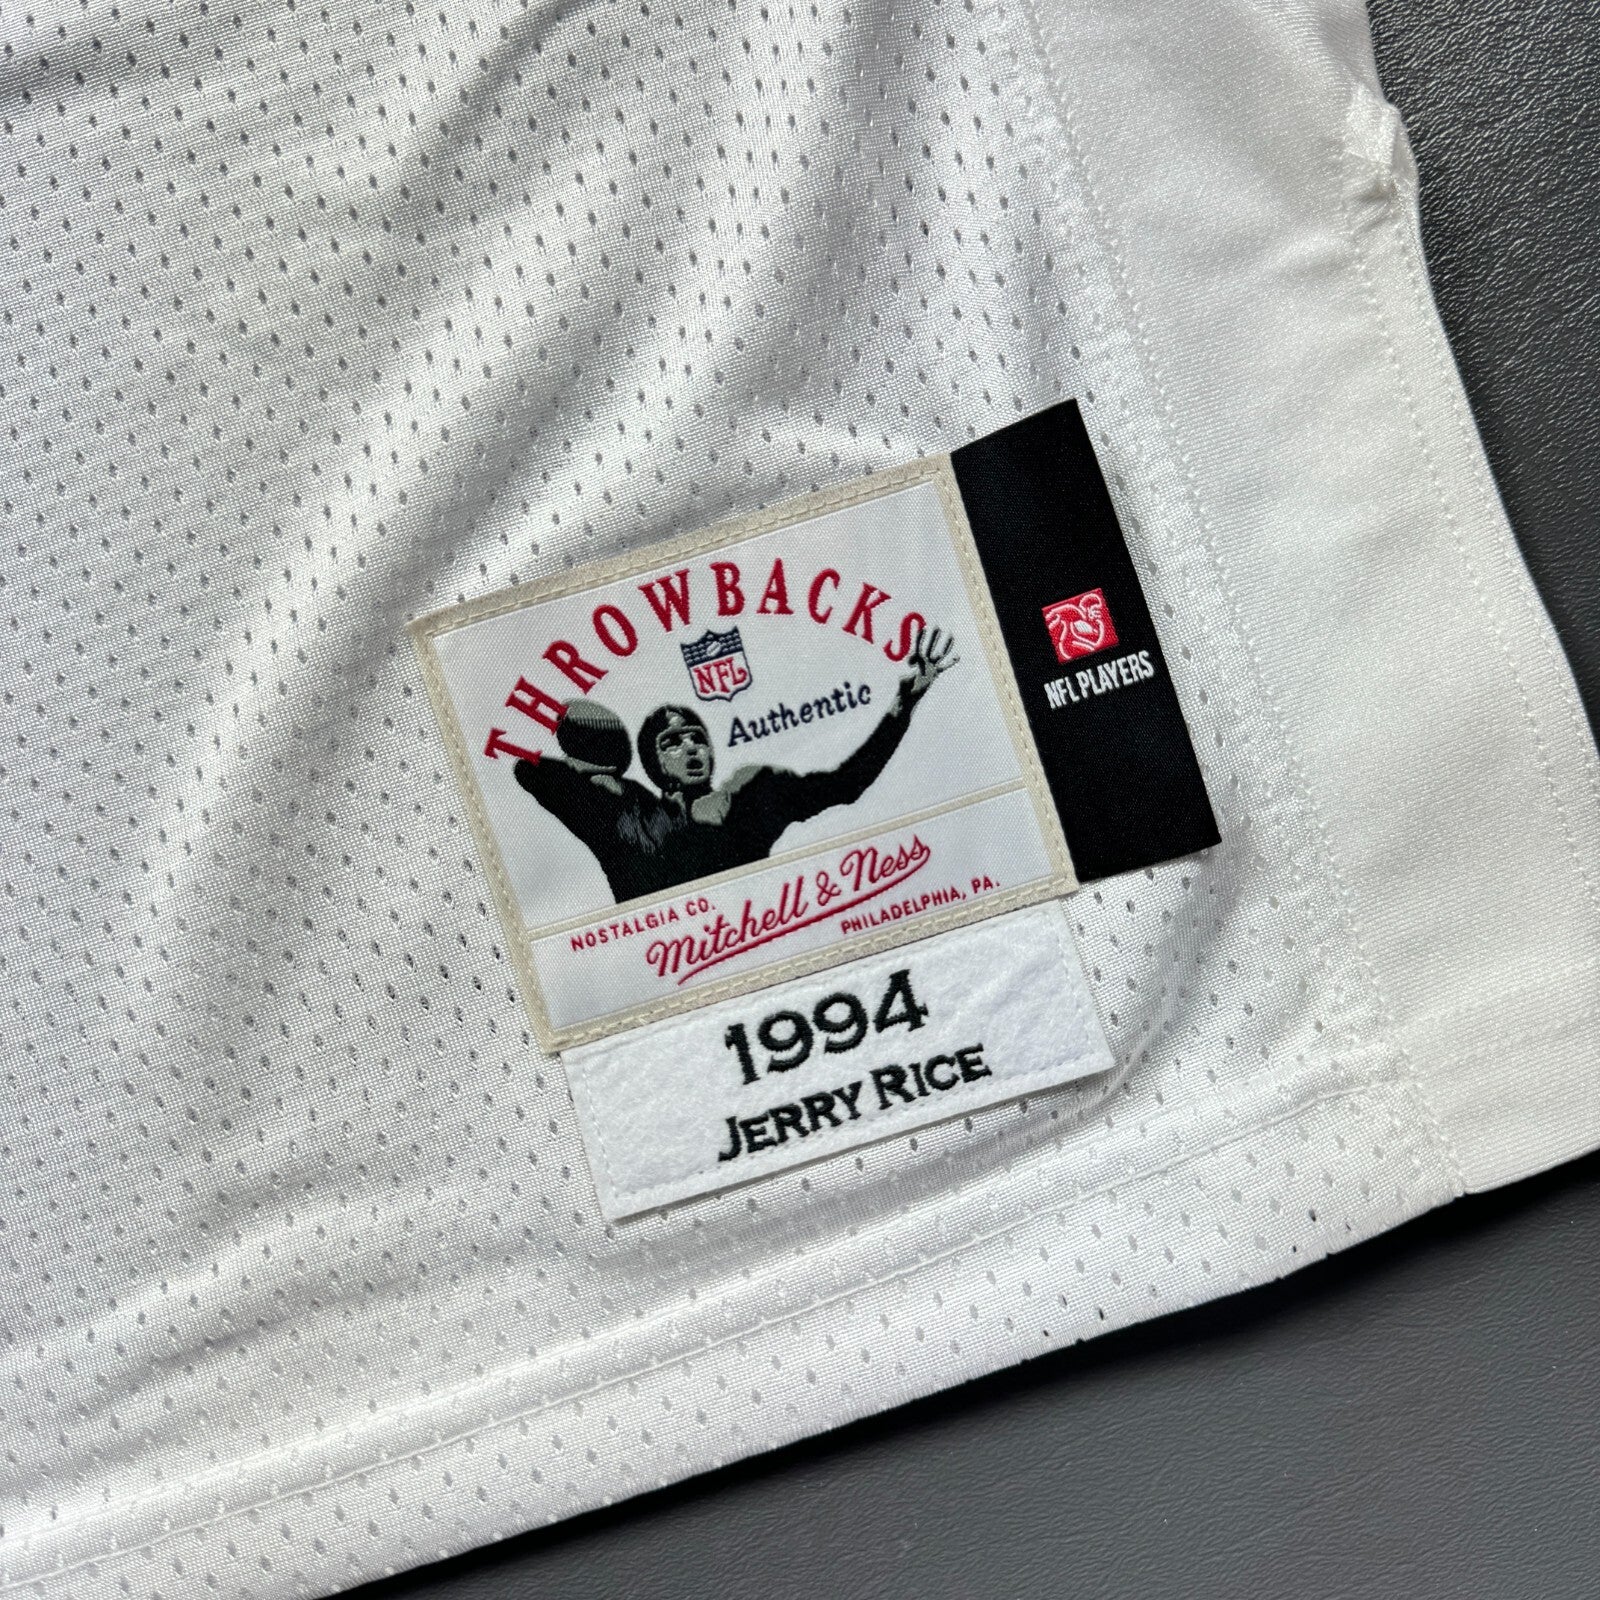 THROWBACKS
NFL
Authentic
NFL PLAYERS
NOSTALGIA CO.
Mitchell & Ness
PHILADELPHIA, PA.
1994
JERRY RICE